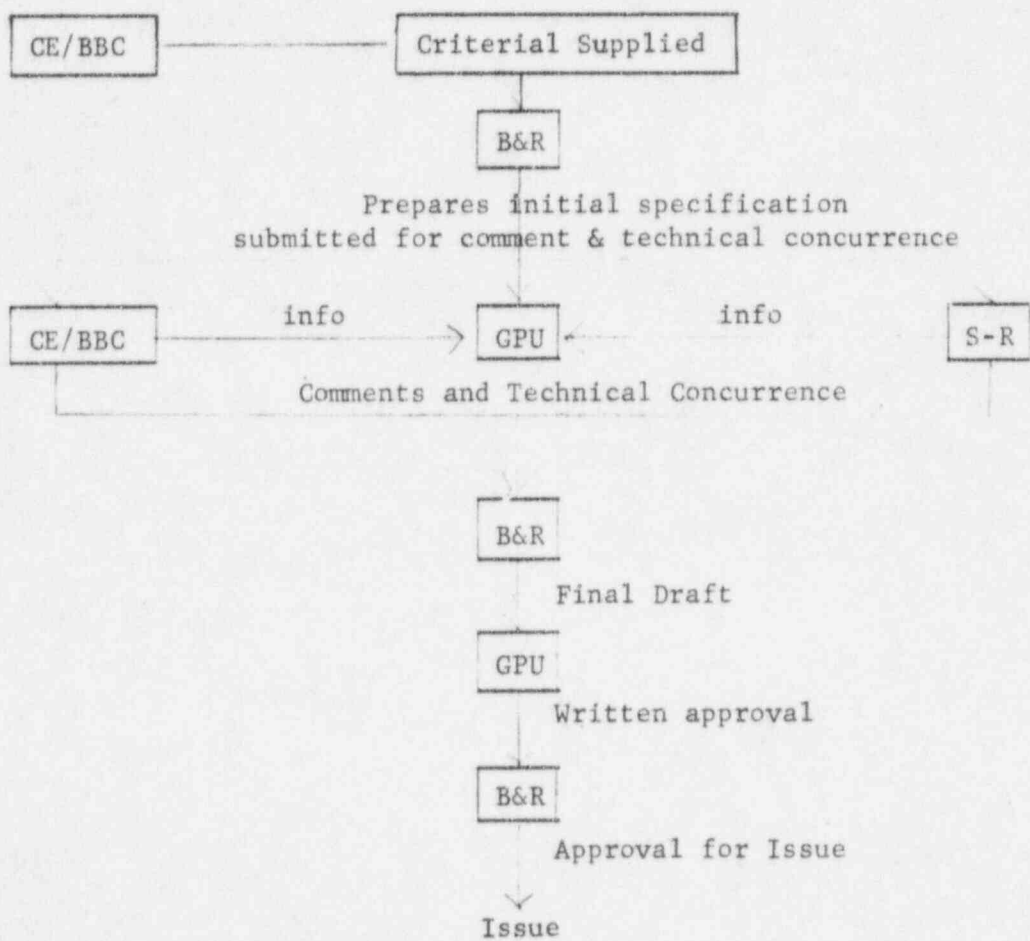 CE/BBC
Criterial Supplied
B&R
Prepares initial specification
submitted for comment & technical concurrence
CE/BBC
info
GPU
info
S-R
Comments and Technical Concurrence
B&R
Final Draft
GPU
Written approval
B&R
Approval for Issue
Issue